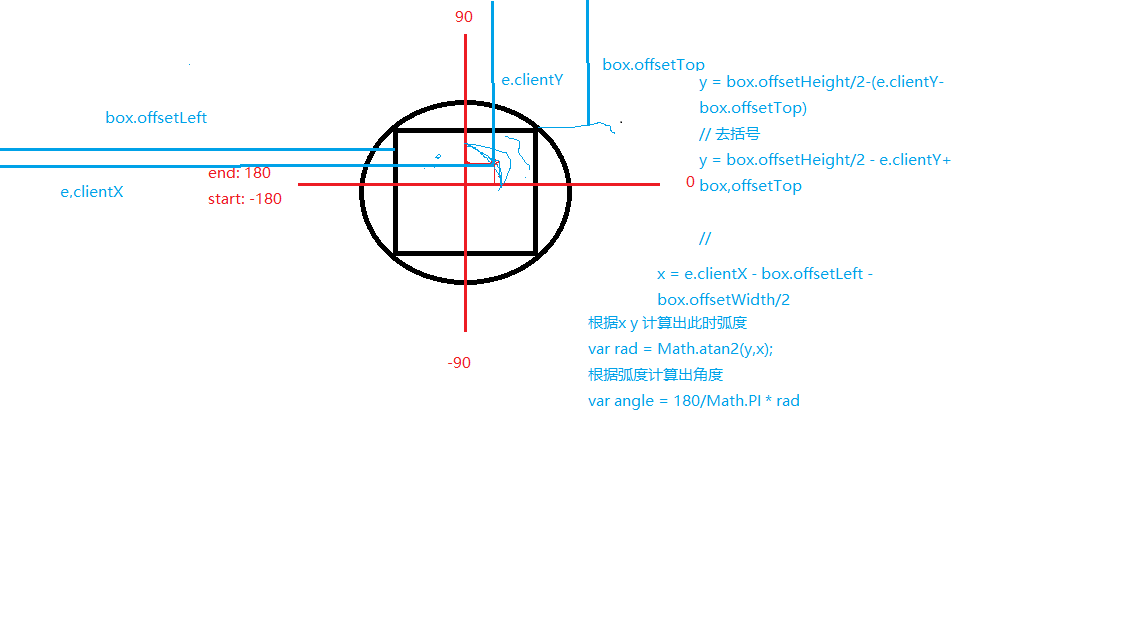 90
e.clientY
box.offsetTop
y = box.offsetHeight/2-(e.clientY-
box.offsetTop)
// 去括号
y = box.offsetHeight/2 - e.clientY+
box,offsetTop
//
box.offsetLeft
end: 180
start: -180
e,clientX
0
x = e.clientX - box.offsetLeft -
box.offsetWidth/2
根据x y 计算出此时弧度
var rad = Math.atan2(y,x);
根据弧度计算出角度
var angle = 180/Math.PI * rad
-90